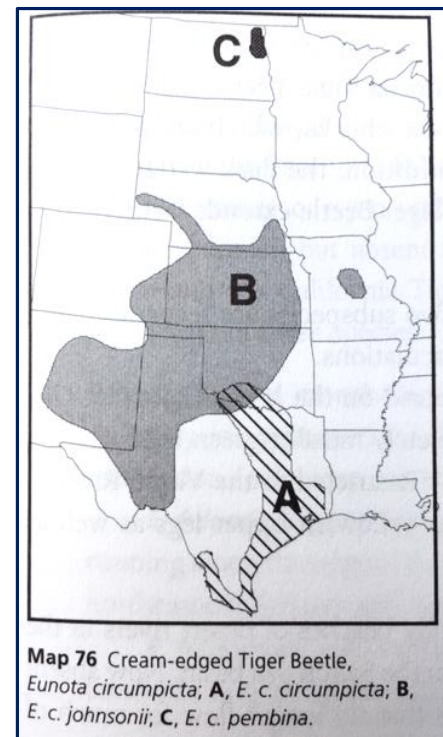 C
B
A
Map 76 Cream-edged Tiger Beetle,
Eunota circumpicta; A, E. c. circumpicta; B,
E. c. johnsonii; C, E. c. pembina.